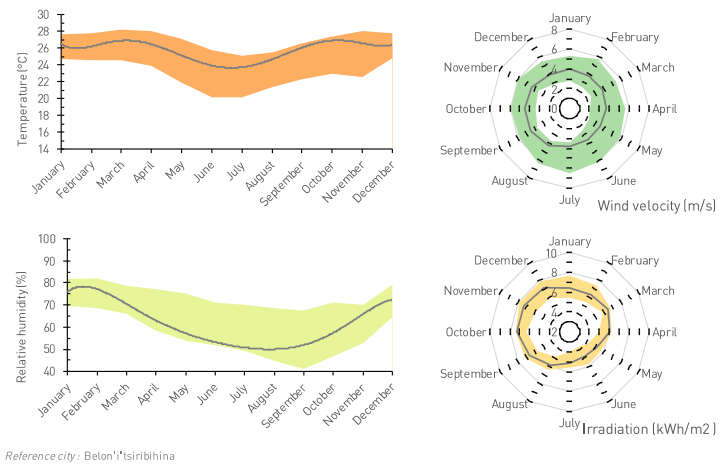 30
28
26
24
22
20
18
16
14
Temperature (°C)
January
February
March
April
May
June
July
August
September
October
November
December
January
February
March
April
May
June
July
August
September
October
November
December
8
6
4
2
0
Wind velocity (m/s)
100
90
80
70
60
50
40
Relative humidity (%)
January
February
March
April
May
June
July
August
September
October
November
December
January
February
March
April
May
June
July
August
September
October
November
December
10
8
6
4
2
Irradiation (kWh/m2)
Reference city : Belon'i'tsiribihina